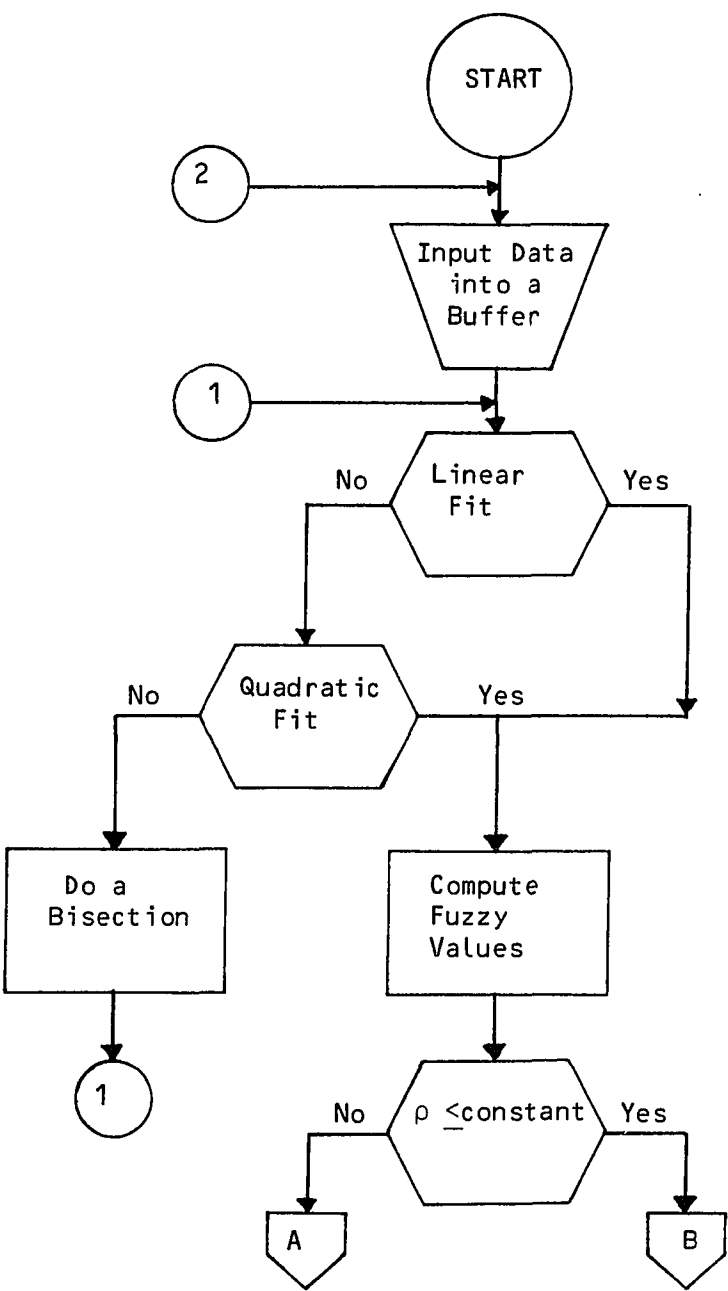 START
2
Input Data
into a
Buffer
1
No
Linear
Fit
Yes
No
Quadratic
Fit
Yes
Do a
Bisection
Compute
Fuzzy
Values
1
No
ρ ≤constant
Yes
A
B